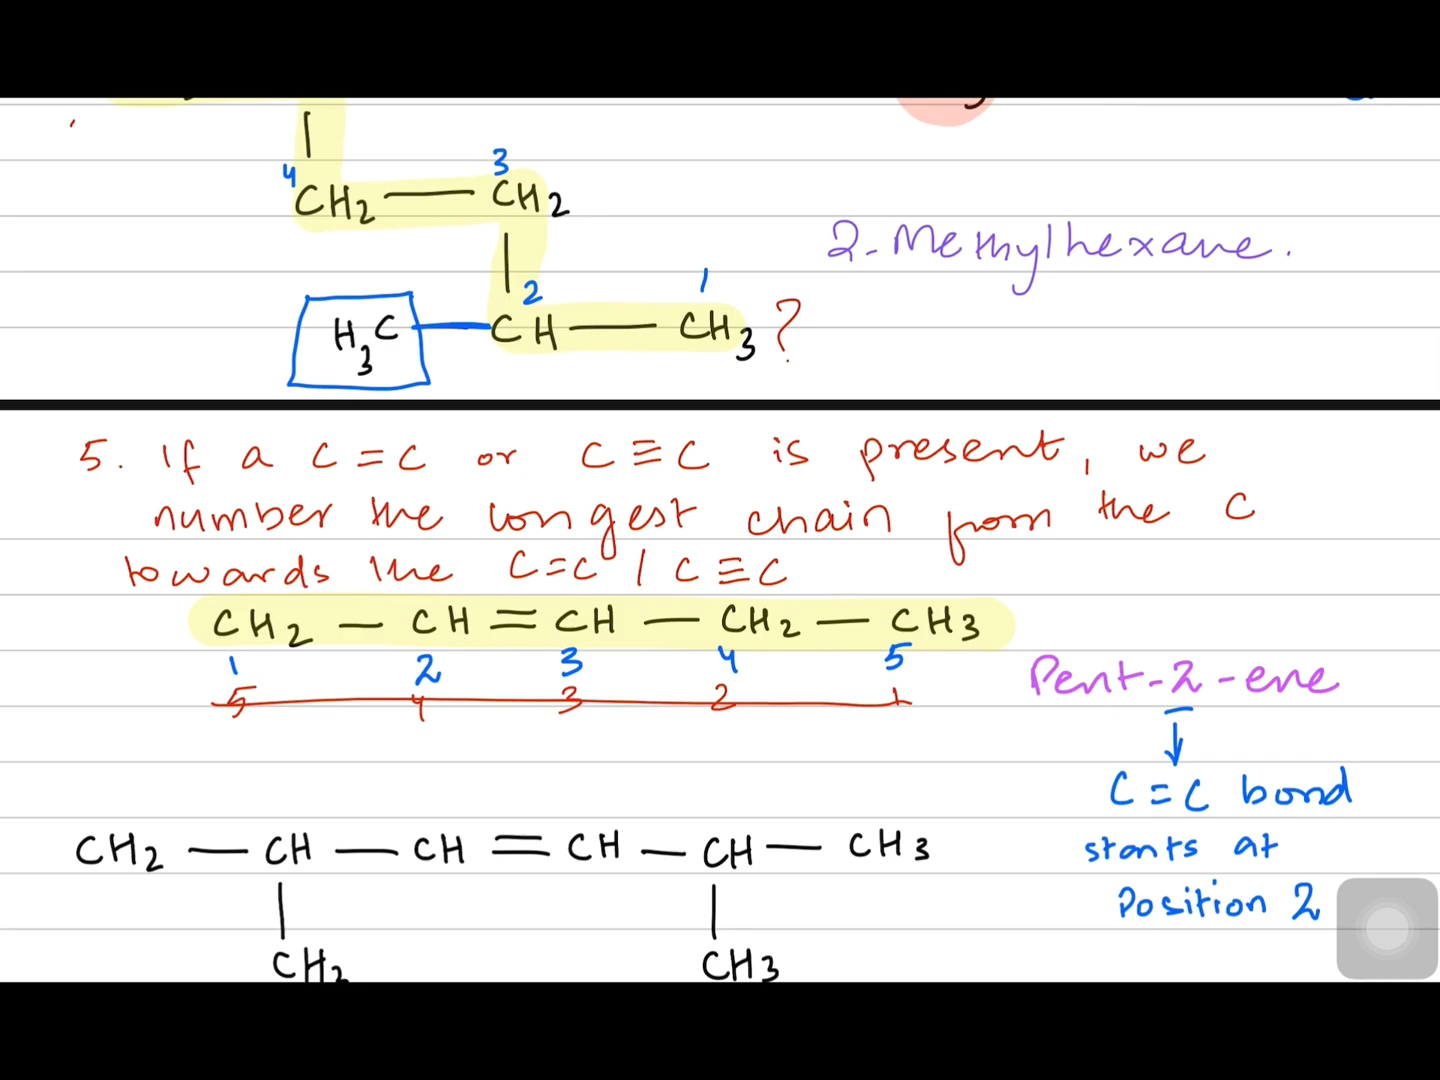 4 3
CH2 — CH2
2-Methylhexane.
2 1
H3C — CH — CH3 ?
5. If a C=C or C≡C is present, we
number the longest chain from the C
towards the C=C / C≡C
CH2 — CH = CH — CH2 — CH3
1 2 3 4 5
5 4 3 2 1
Pent-2-ene
C=C bond
starts at
Position 2
CH2 — CH — CH = CH — CH — CH3
CH2 CH3